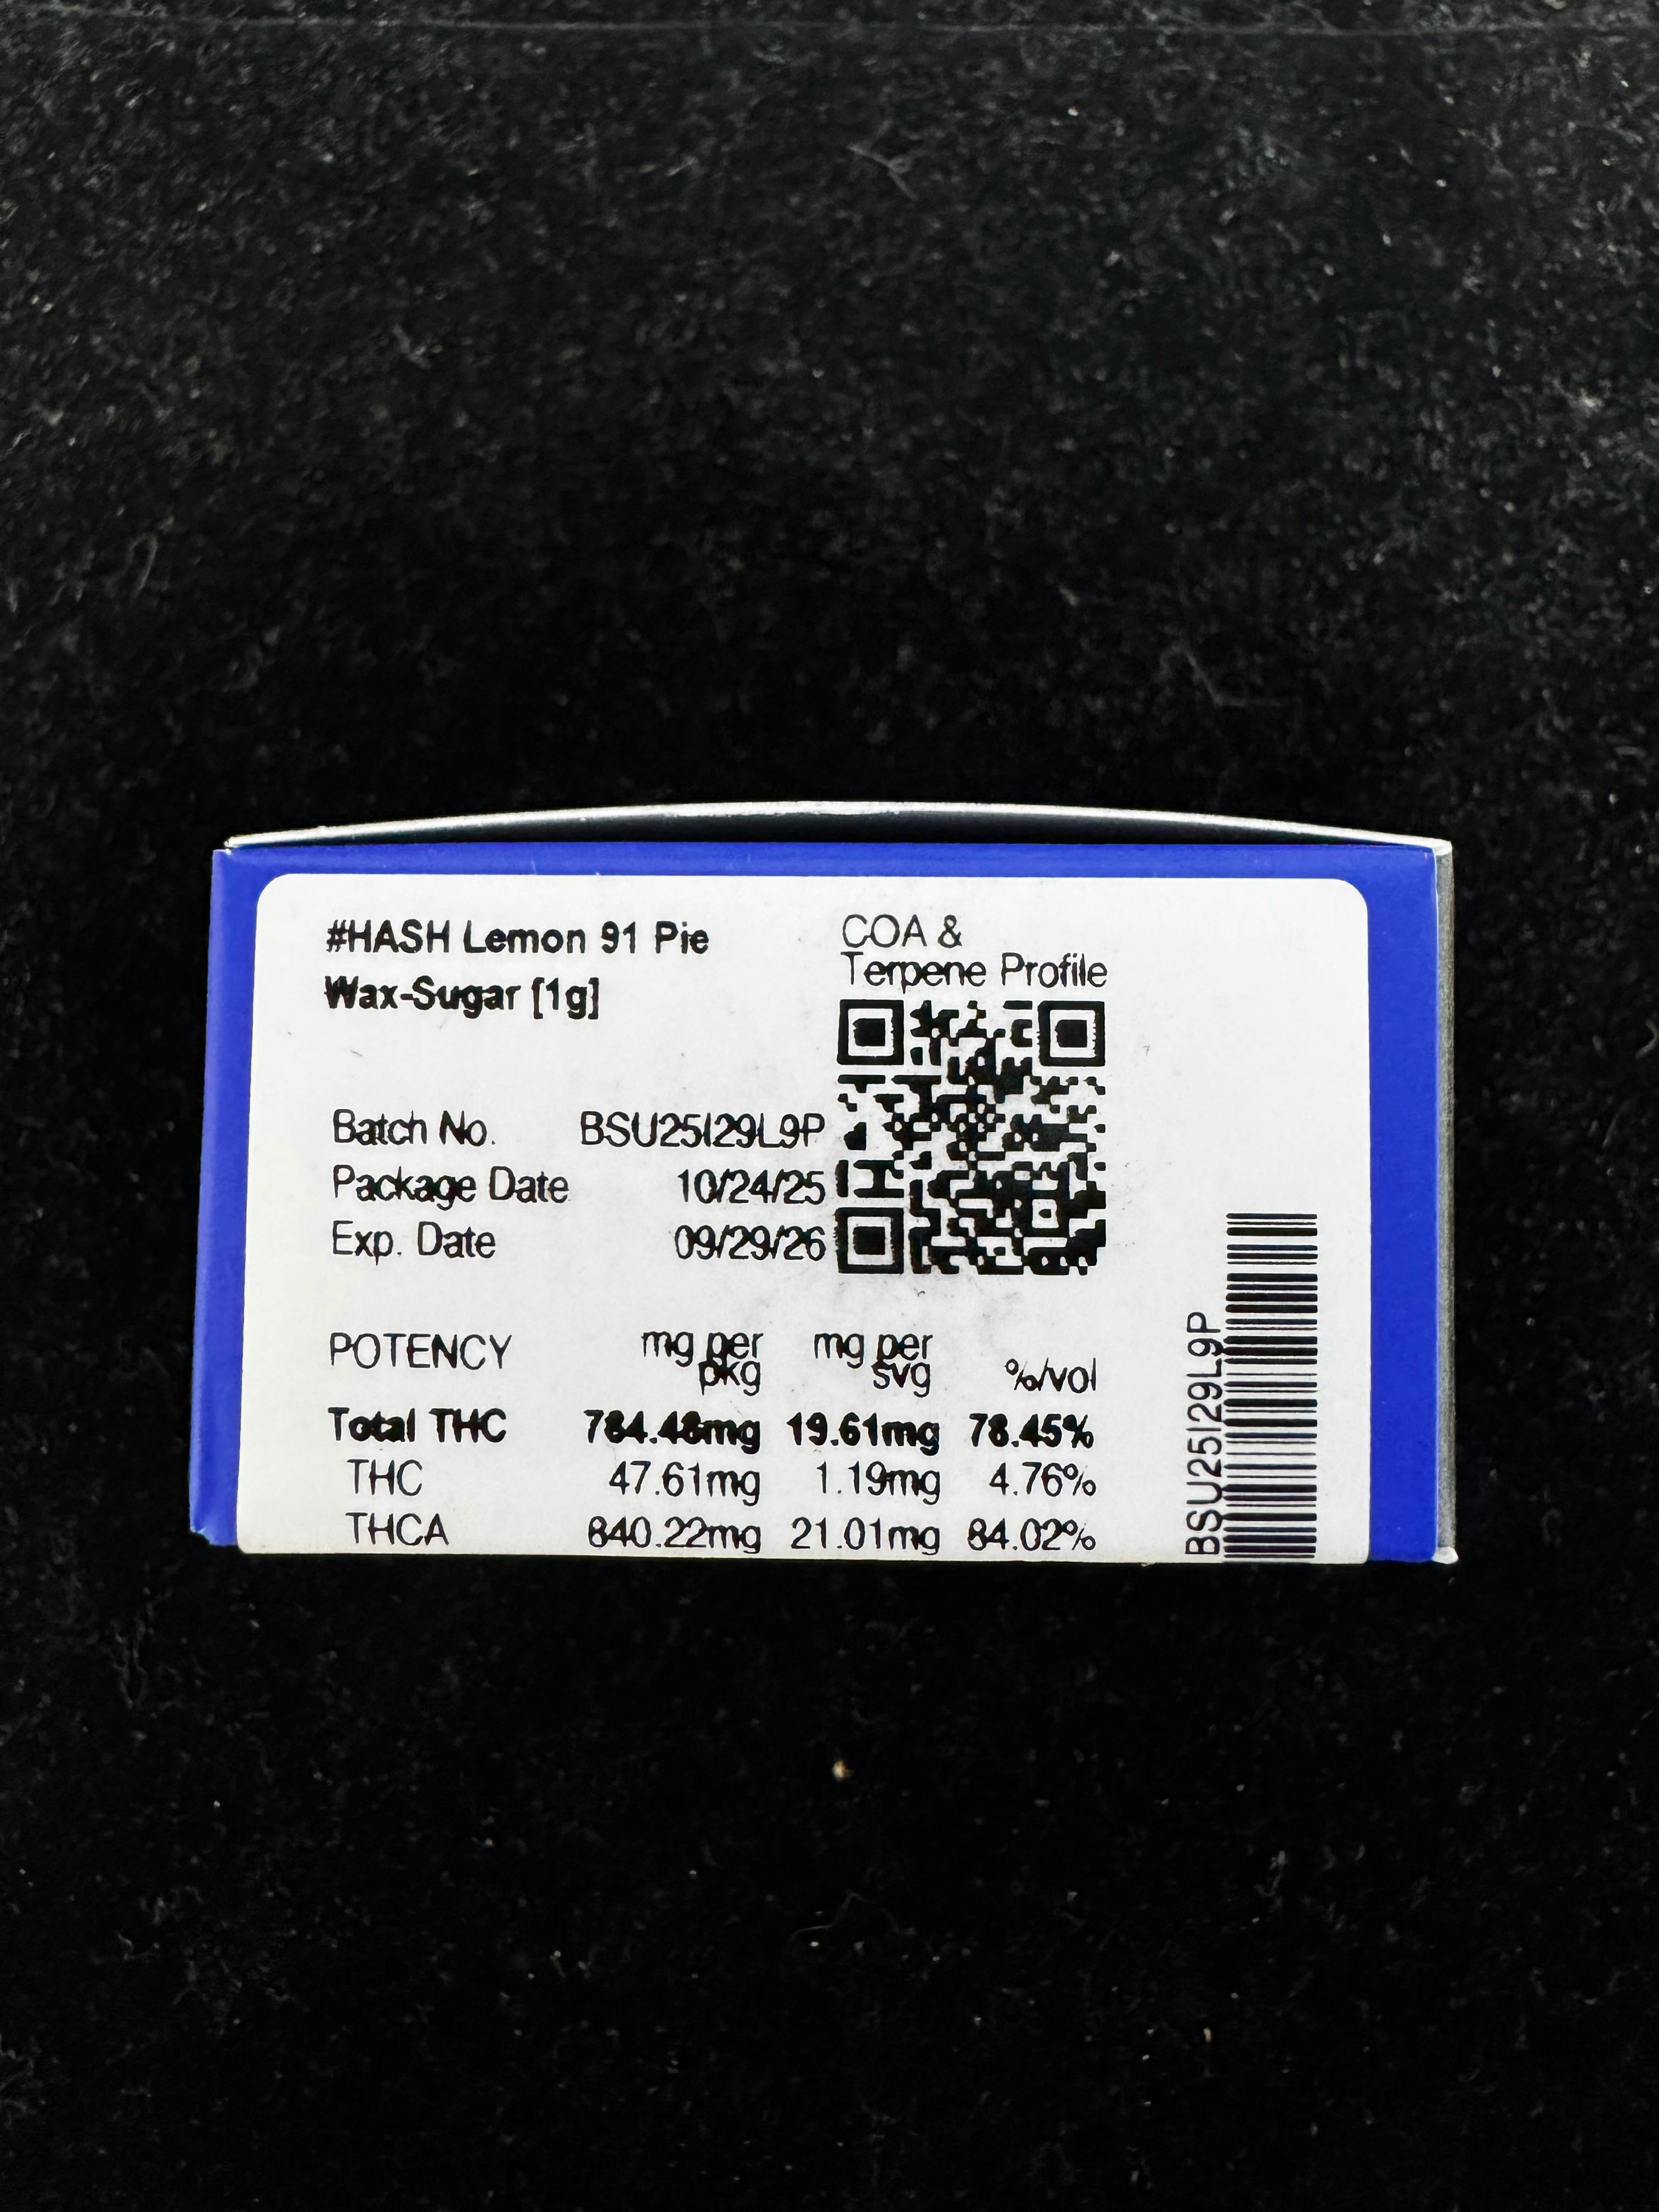 #HASH Lemon 91 Pie
Wax-Sugar [1g]
COA &
Terpene Profile
Batch No. BSU25I29L9P
Package Date 10/24/25
Exp. Date 09/29/26
POTENCY mg per pkg mg per svg %/vol
Total THC 784.48mg 19.61mg 78.45%
THC 47.61mg 1.19mg 4.76%
THCA 840.22mg 21.01mg 84.02%
BSU25I29L9P